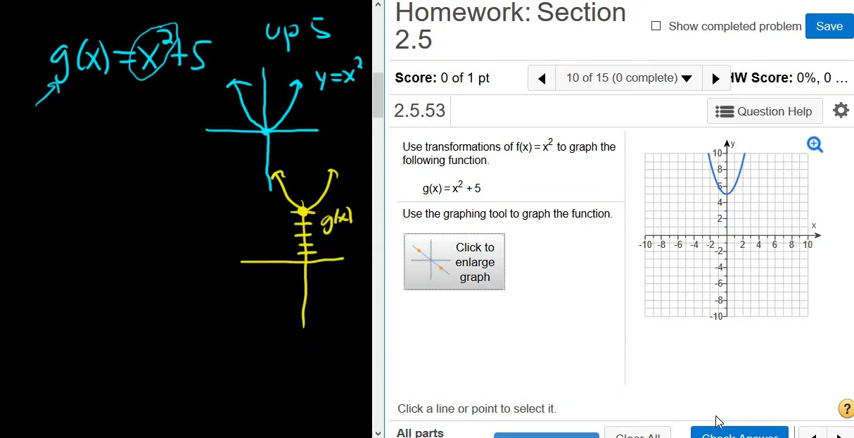 g(x) = x² + 5
up 5
y = x²
g(x)
Homework: Section
2.5
Show completed problem
Save
Score: 0 of 1 pt
10 of 15 (0 complete)
HW Score: 0%, 0 ...
2.5.53
Question Help
Use transformations of f(x) = x² to graph the
following function.
g(x) = x² + 5
Use the graphing tool to graph the function.
Click to
enlarge
graph
y
10
8
6
4
2
x
-10 -8 -6 -4 -2 2 4 6 8 10
-2
-4
-6
-8
-10
Click a line or point to select it.
?
All parts
Clear All
Check Answer